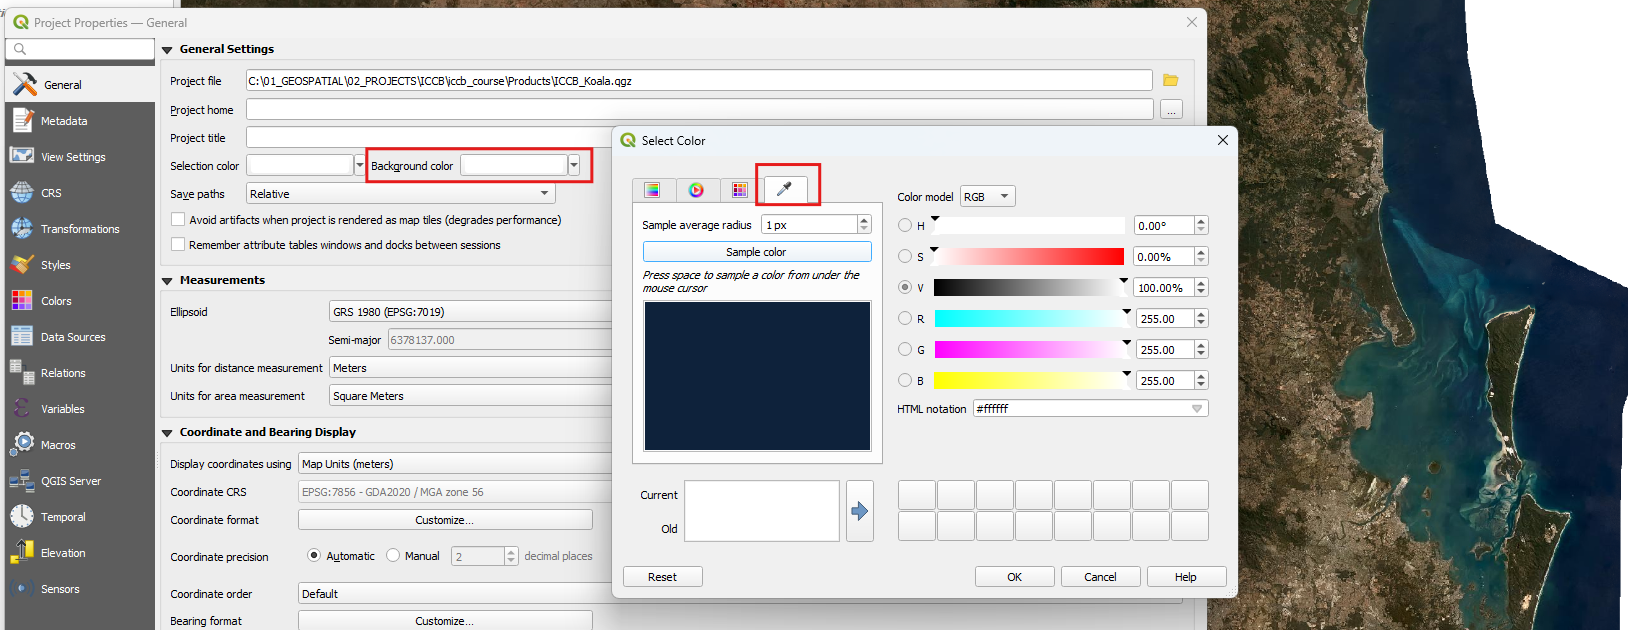 Project Properties — General
General Settings
General
Metadata
View Settings
CRS
Transformations
Styles
Colors
Data Sources
Relations
Variables
Macros
QGIS Server
Temporal
Elevation
Sensors
Project file C:\01_GEOSPATIAL\02_PROJECTS\ICCB\iccb_course\Products\ICCB_Koala.qgz
Project home ...
Project title
Selection color Background color
Save paths Relative
Avoid artifacts when project is rendered as map tiles (degrades performance)
Remember attribute tables windows and docks between sessions
Measurements
Ellipsoid GRS 1980 (EPSG:7019)
Semi-major 6378137.000
Units for distance measurement Meters
Units for area measurement Square Meters
Coordinate and Bearing Display
Display coordinates using Map Units (meters)
Coordinate CRS EPSG:7856 - GDA2020 / MGA zone 56
Coordinate format Customize...
Coordinate precision Automatic Manual 2 decimal places
Coordinate order Default
Bearing format Customize...
Select Color
Sample average radius 1 px
Sample color
Press space to sample a color from under the
mouse cursor
Current
Old
Color model RGB
H 0.00°
S 0.00%
V 100.00%
R 255.00
G 255.00
B 255.00
HTML notation #ffffff
Reset OK Cancel Help